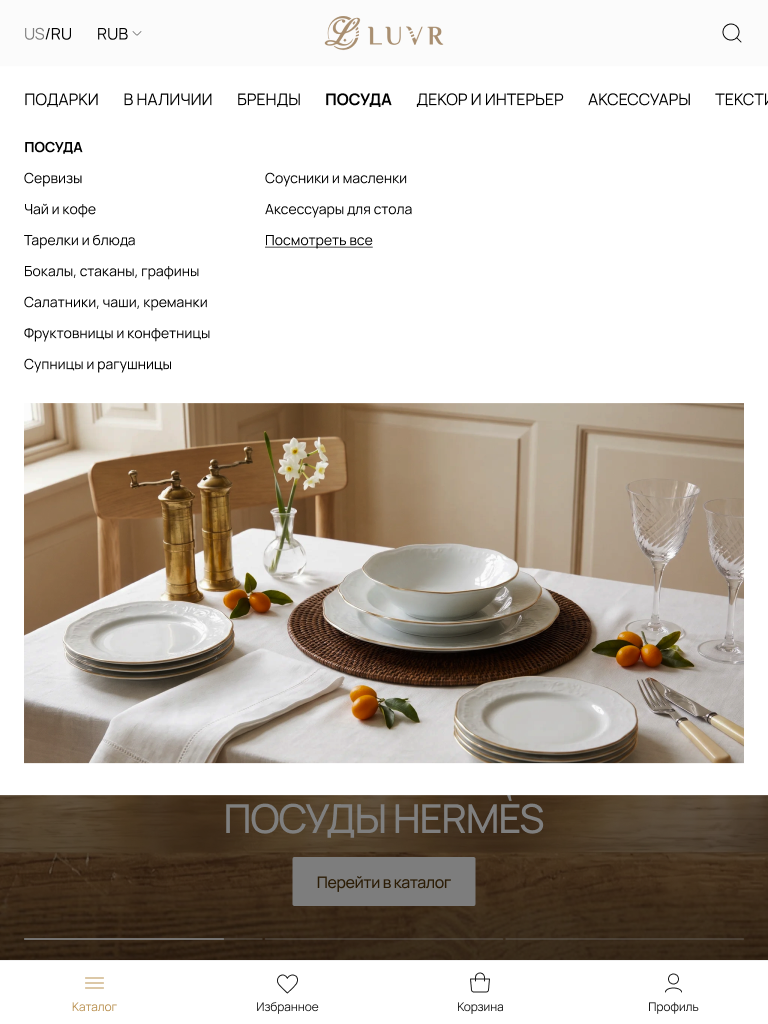 US/RU RUB LUVR
ПОДАРКИ В НАЛИЧИИ БРЕНДЫ ПОСУДА ДЕКОР И ИНТЕРЬЕР АКСЕССУАРЫ ТЕКСТИ
ПОСУДА
Сервизы
Чай и кофе
Тарелки и блюда
Бокалы, стаканы, графины
Салатники, чаши, креманки
Фруктовницы и конфетницы
Супницы и рагушницы
Соусники и масленки
Аксессуары для стола
Посмотреть все
ПОСУДЫ HERMÈS
Перейти в каталог
Каталог Избранное Корзина Профиль